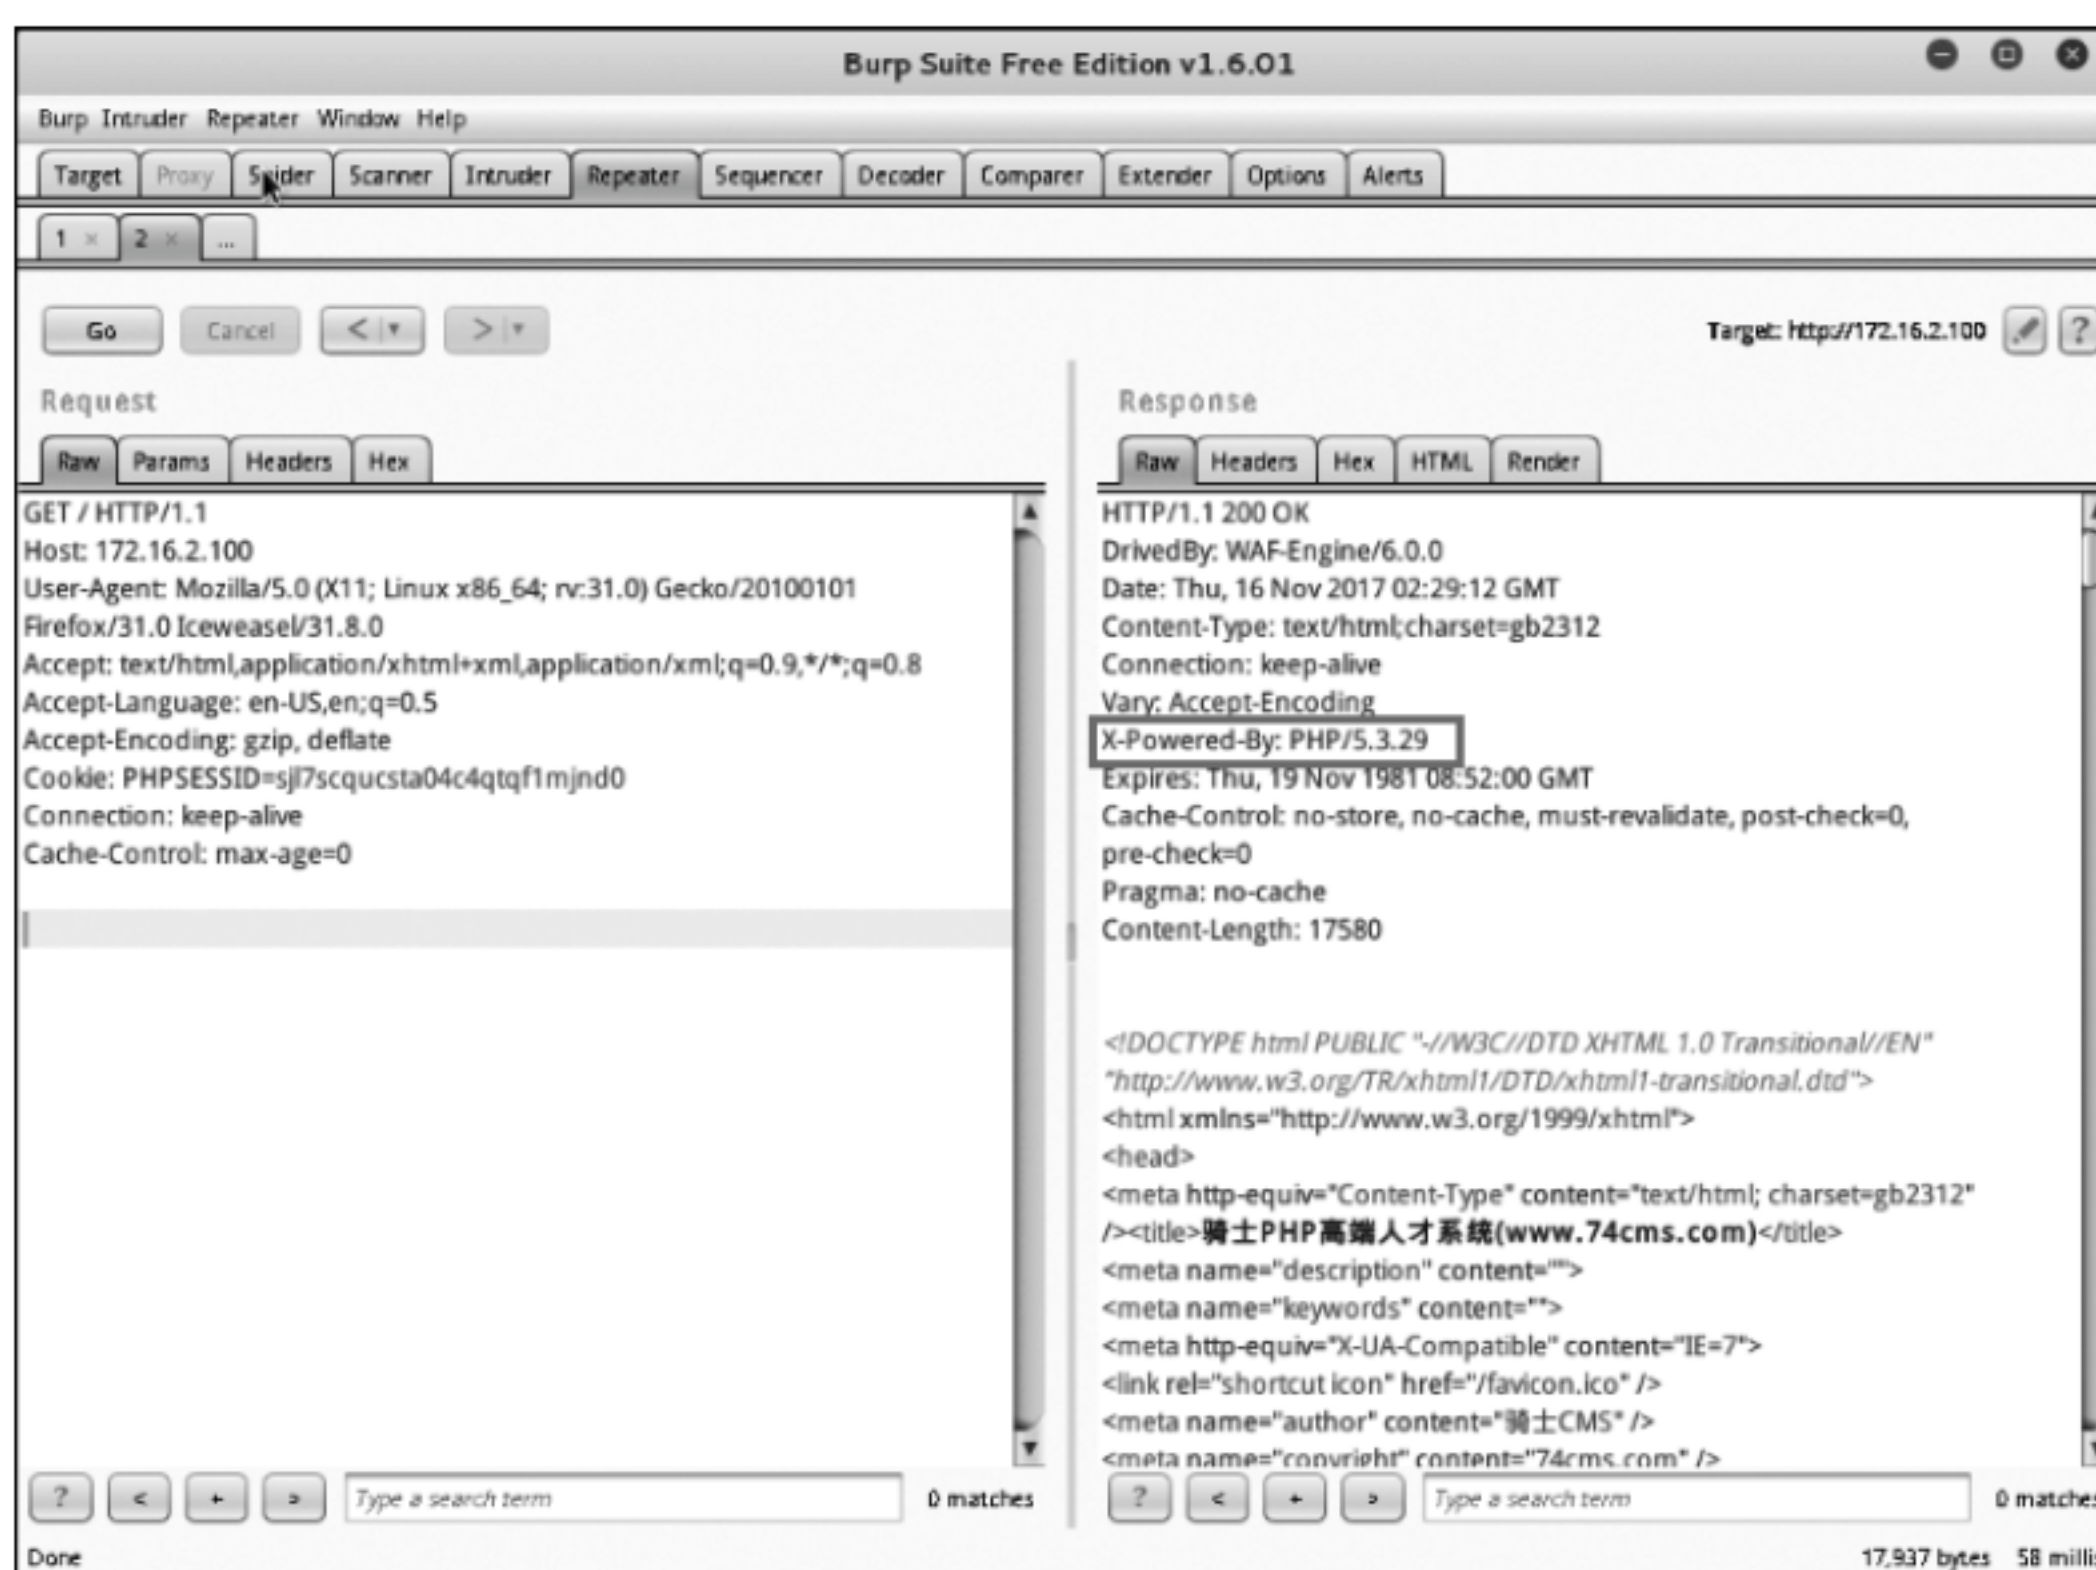 Burp Suite Free Edition v1.6.01
Burp Intruder Repeater Window Help
Target Proxy Spider Scanner Intruder Repeater Sequencer Decoder Comparer Extender Options Alerts
1 × 2 × ...
Go Cancel < > Target: http://172.16.2.100 ?
Request
Raw Params Headers Hex
GET / HTTP/1.1
Host: 172.16.2.100
User-Agent: Mozilla/5.0 (X11; Linux x86_64; rv:31.0) Gecko/20100101
Firefox/31.0 Iceweasel/31.8.0
Accept: text/html,application/xhtml+xml,application/xml;q=0.9,*/*;q=0.8
Accept-Language: en-US,en;q=0.5
Accept-Encoding: gzip, deflate
Cookie: PHPSESSID=sjl7scqucsta04c4qtqf1mjnd0
Connection: keep-alive
Cache-Control: max-age=0
? < + > Type a search term 0 matches
Done
Response
Raw Headers Hex HTML Render
HTTP/1.1 200 OK
DrivedBy: WAF-Engine/6.0.0
Date: Thu, 16 Nov 2017 02:29:12 GMT
Content-Type: text/html;charset=gb2312
Connection: keep-alive
Vary: Accept-Encoding
X-Powered-By: PHP/5.3.29
Expires: Thu, 19 Nov 1981 08:52:00 GMT
Cache-Control: no-store, no-cache, must-revalidate, post-check=0,
pre-check=0
Pragma: no-cache
Content-Length: 17580
<!DOCTYPE html PUBLIC "-//W3C//DTD XHTML 1.0 Transitional//EN"
"http://www.w3.org/TR/xhtml1/DTD/xhtml1-transitional.dtd">
<html xmlns="http://www.w3.org/1999/xhtml">
<head>
<meta http-equiv="Content-Type" content="text/html; charset=gb2312"
/><title>骑士PHP高端人才系统(www.74cms.com)</title>
<meta name="description" content="">
<meta name="keywords" content="">
<meta http-equiv="X-UA-Compatible" content="IE=7">
<link rel="shortcut icon" href="/favicon.ico" />
<meta name="author" content="骑士CMS" />
<meta name="copyright" content="74cms.com" />
? < + > Type a search term 0 matches
17,937 bytes 58 millis